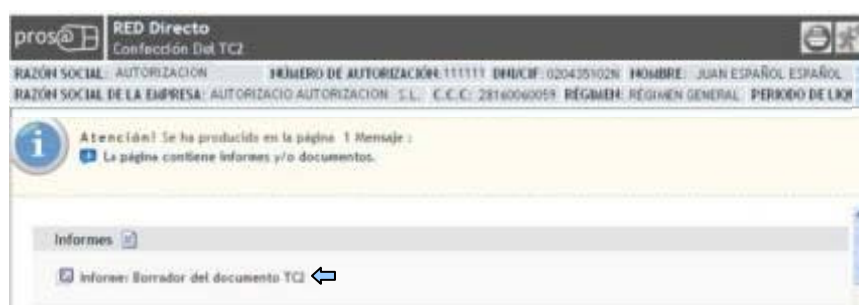 pros@
RED Directo
Confección Del TC2
RAZÓN SOCIAL: AUTORIZACION NÚMERO DE AUTORIZACIÓN: 111111 DNI/CIF: 020435102N NOMBRE: JUAN ESPAÑOL ESPAÑOL
RAZÓN SOCIAL DE LA EMPRESA: AUTORIZACIO AUTORIZACION S.L. C.C.C: 28160060059 RÉGIMEN: RÉGIMEN GENERAL PERIODO DE
Atención! Se ha producido en la página 1 Mensaje :
La página contiene informes y/o documentos.
Informes
Informe: Borrador del documento TC2